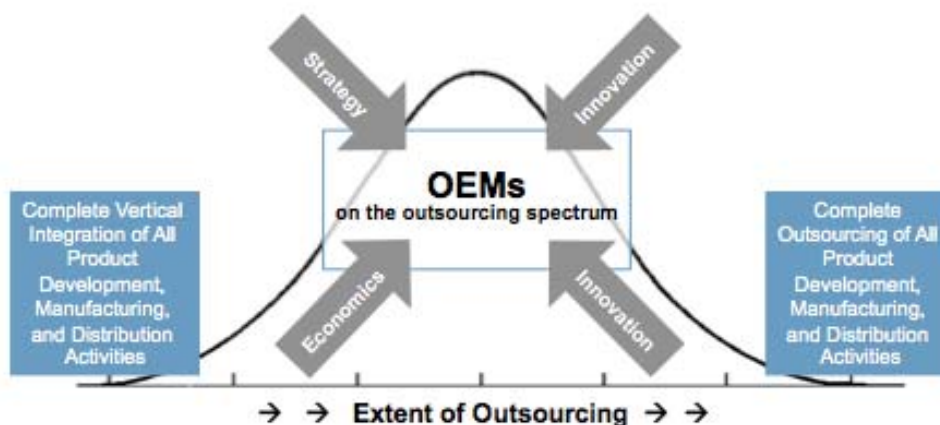 Strategy
Innovation
OEMs
on the outsourcing spectrum
Complete Vertical
Integration of All
Product
Development,
Manufacturing,
and Distribution
Activities
Complete
Outsourcing of All
Product
Development,
Manufacturing,
and Distribution
Activities
Economics
Innovation
→ → Extent of Outsourcing → →